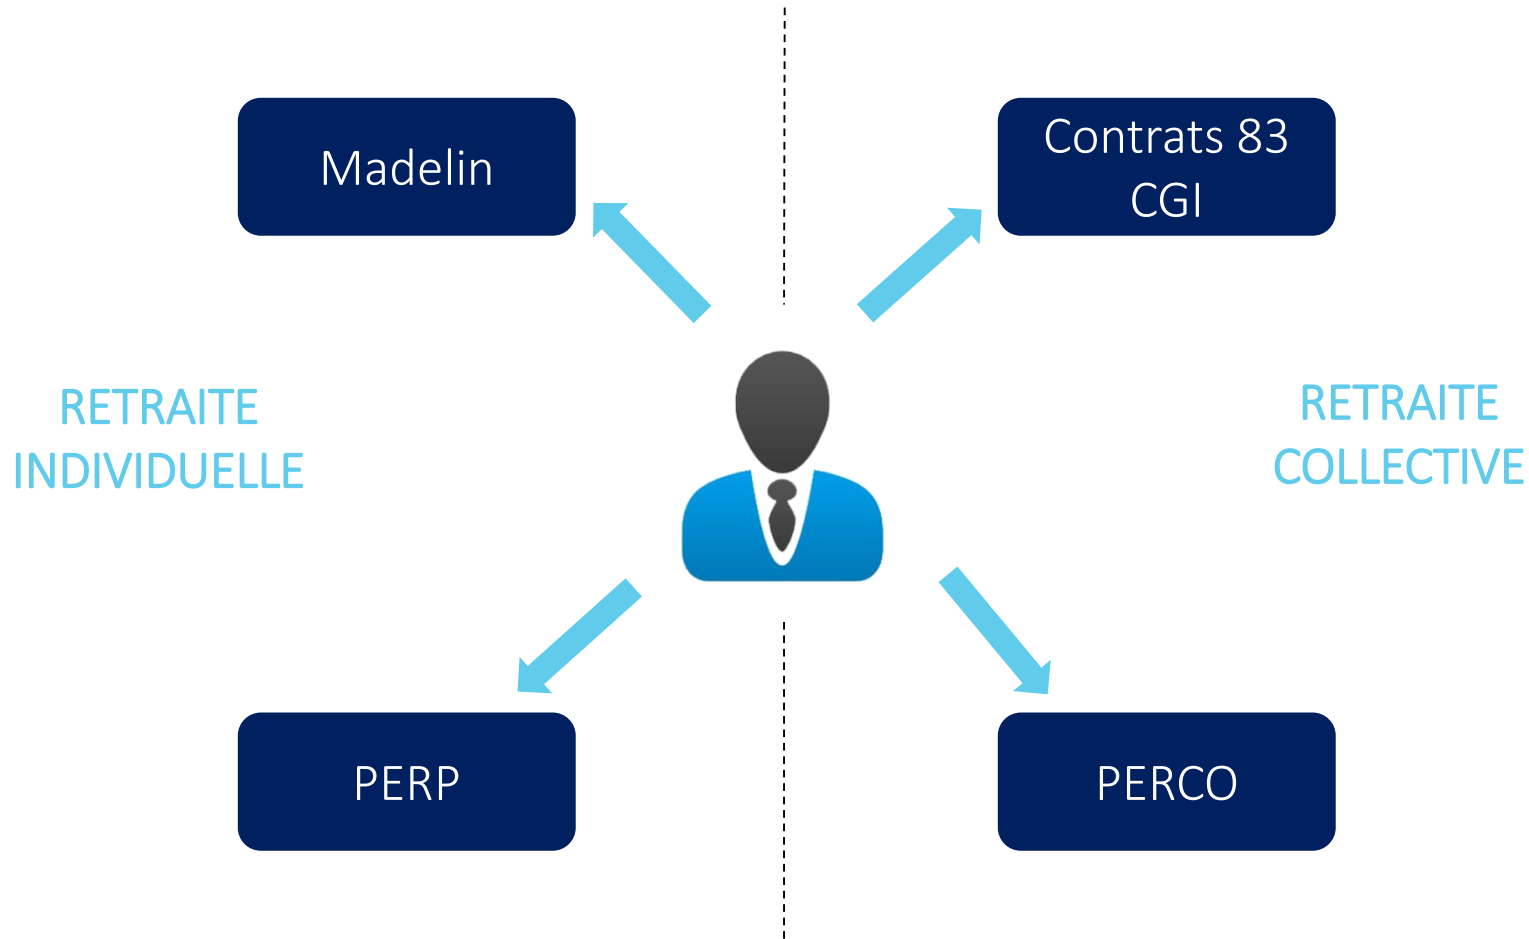 Madelin
Contrats 83
CGI
RETRAITE
INDIVIDUELLE
RETRAITE
COLLECTIVE
PERP
PERCO